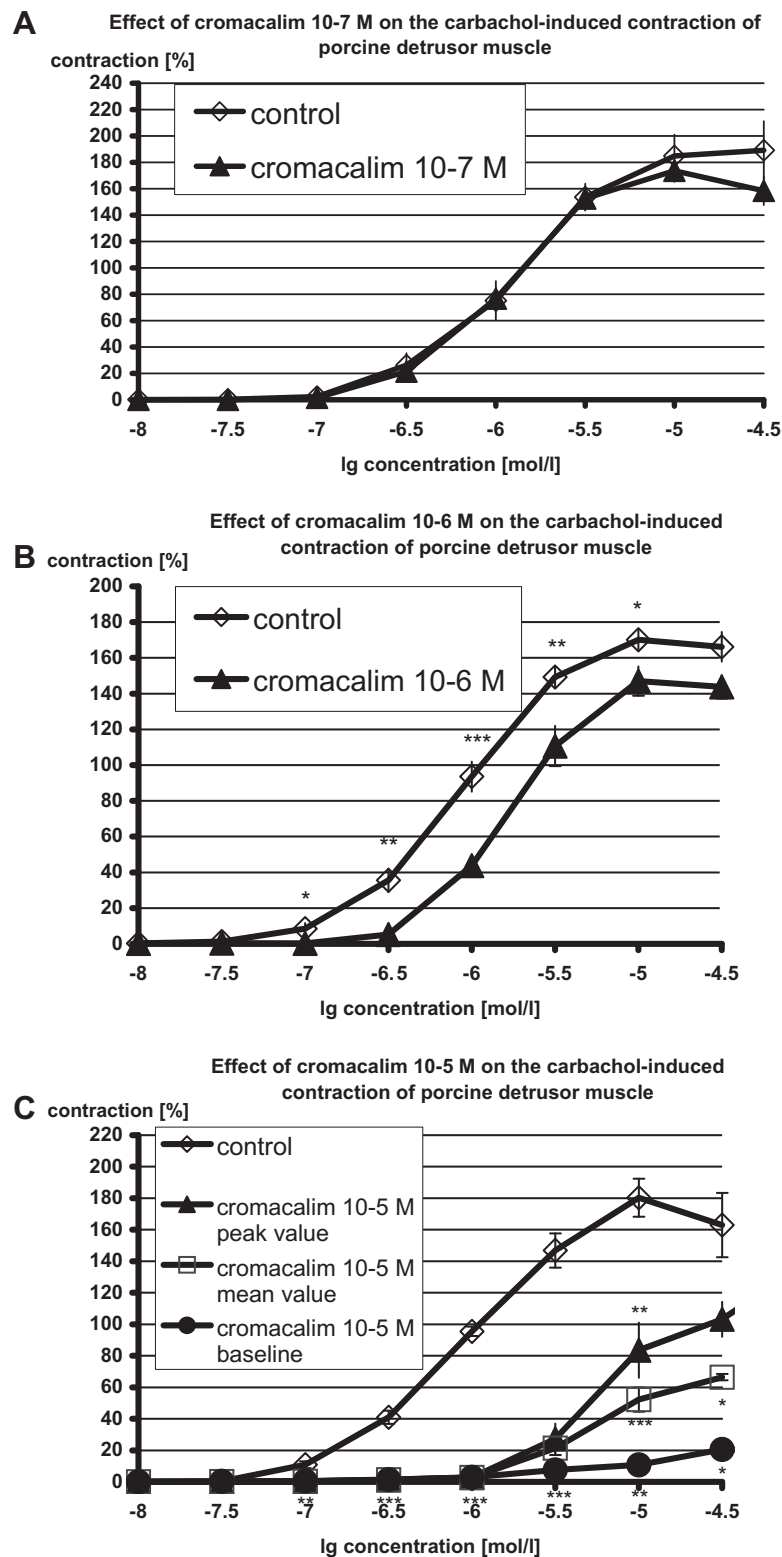 A
Effect of cromacalim 10-7 M on the carbachol-induced contraction of
porcine detrusor muscle
contraction [%]
240
220
200
180
160
140
120
100
80
60
40
20
0
control
cromacalim 10-7 M
-8 -7.5 -7 -6.5 -6 -5.5 -5 -4.5
lg concentration [mol/l]
Effect of cromacalim 10-6 M on the carbachol-induced
contraction of porcine detrusor muscle
B
contraction [%]
200
180
160
140
120
100
80
60
40
20
0
control
cromacalim 10-6 M
*
**
***
**
*
-8 -7.5 -7 -6.5 -6 -5.5 -5 -4.5
lg concentration [mol/l]
Effect of cromacalim 10-5 M on the carbachol-induced
contraction of porcine detrusor muscle
C
contraction [%]
220
200
180
160
140
120
100
80
60
40
20
0
control
cromacalim 10-5 M
peak value
cromacalim 10-5 M
mean value
cromacalim 10-5 M
baseline
**
***
*
*
** *** *** *** **
-8 -7.5 -7 -6.5 -6 -5.5 -5 -4.5
lg concentration [mol/l]